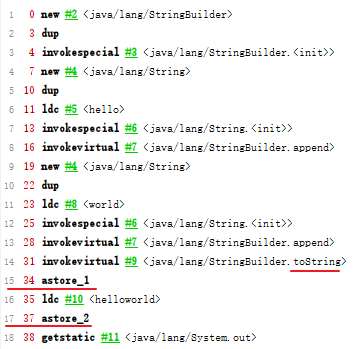 1 0 new #2 <java/lang/StringBuilder>
2 3 dup
3 4 invokespecial #3 <java/lang/StringBuilder.<init>>
4 7 new #4 <java/lang/String>
5 10 dup
6 11 ldc #5 <hello>
7 13 invokespecial #6 <java/lang/String.<init>>
8 16 invokevirtual #7 <java/lang/StringBuilder.append>
9 19 new #4 <java/lang/String>
10 22 dup
11 23 ldc #8 <world>
12 25 invokespecial #6 <java/lang/String.<init>>
13 28 invokevirtual #7 <java/lang/StringBuilder.append>
14 31 invokevirtual #9 <java/lang/StringBuilder.toString>
15 34 astore_1
16 35 ldc #10 <helloworld>
17 37 astore_2
18 38 getstatic #11 <java/lang/System.out>